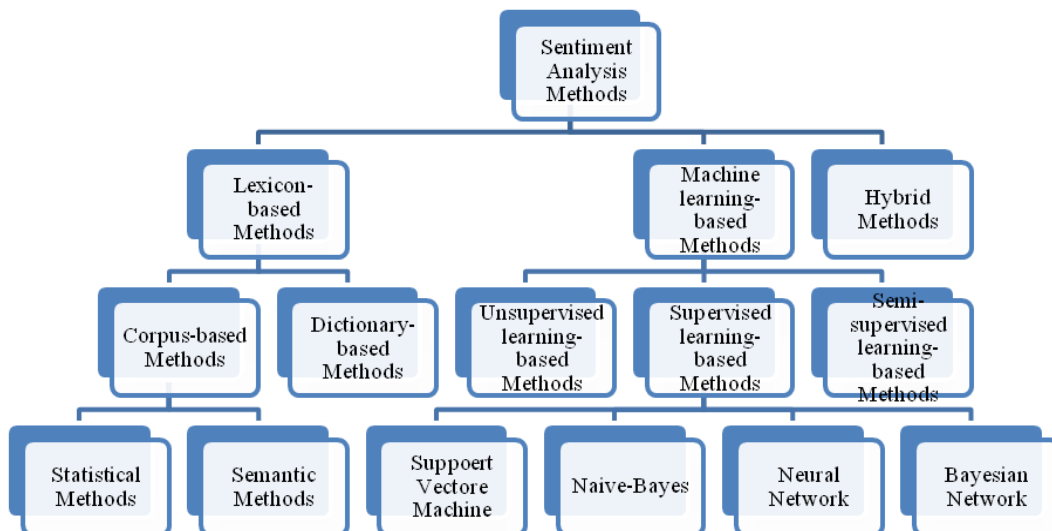 Sentiment
Analysis
Methods
Lexicon-
based
Methods
Machine
learning-
based
Methods
Hybrid
Methods
Corpus-based
Methods
Dictionary-
based
Methods
Unsupervised
learning-
based Methods
Supervised
learning-
based Methods
Semi-
supervised
learning-
based Methods
Statistical
Methods
Semantic
Methods
Suppoert
Vectore
Machine
Naive-Bayes
Neural
Network
Bayesian
Network